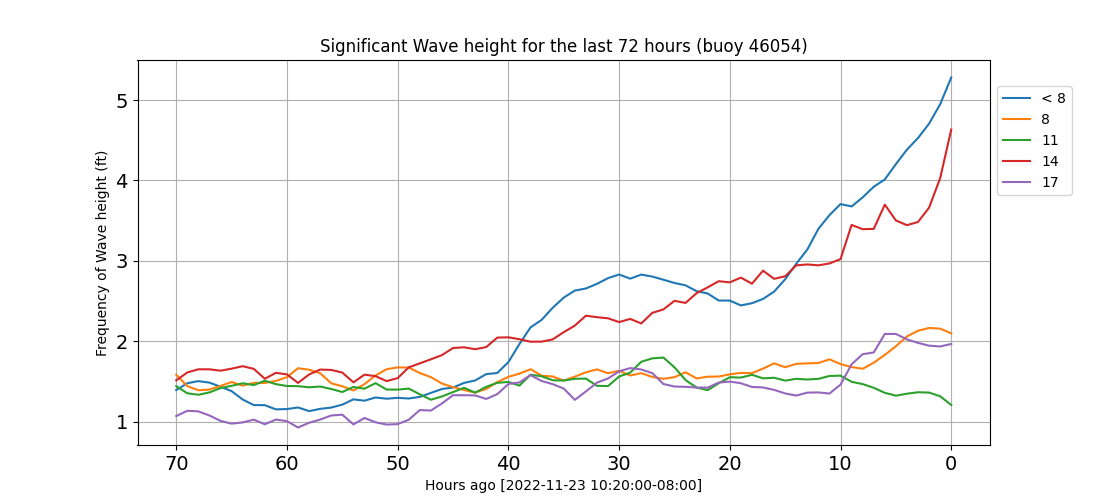 Significant Wave height for the last 72 hours (buoy 46054)
Frequency of Wave height (ft)
5
4
3
2
1
70 60 50 40 30 20 10 0
Hours ago [2022-11-23 10:20:00-08:00]
< 8
8
11
14
17